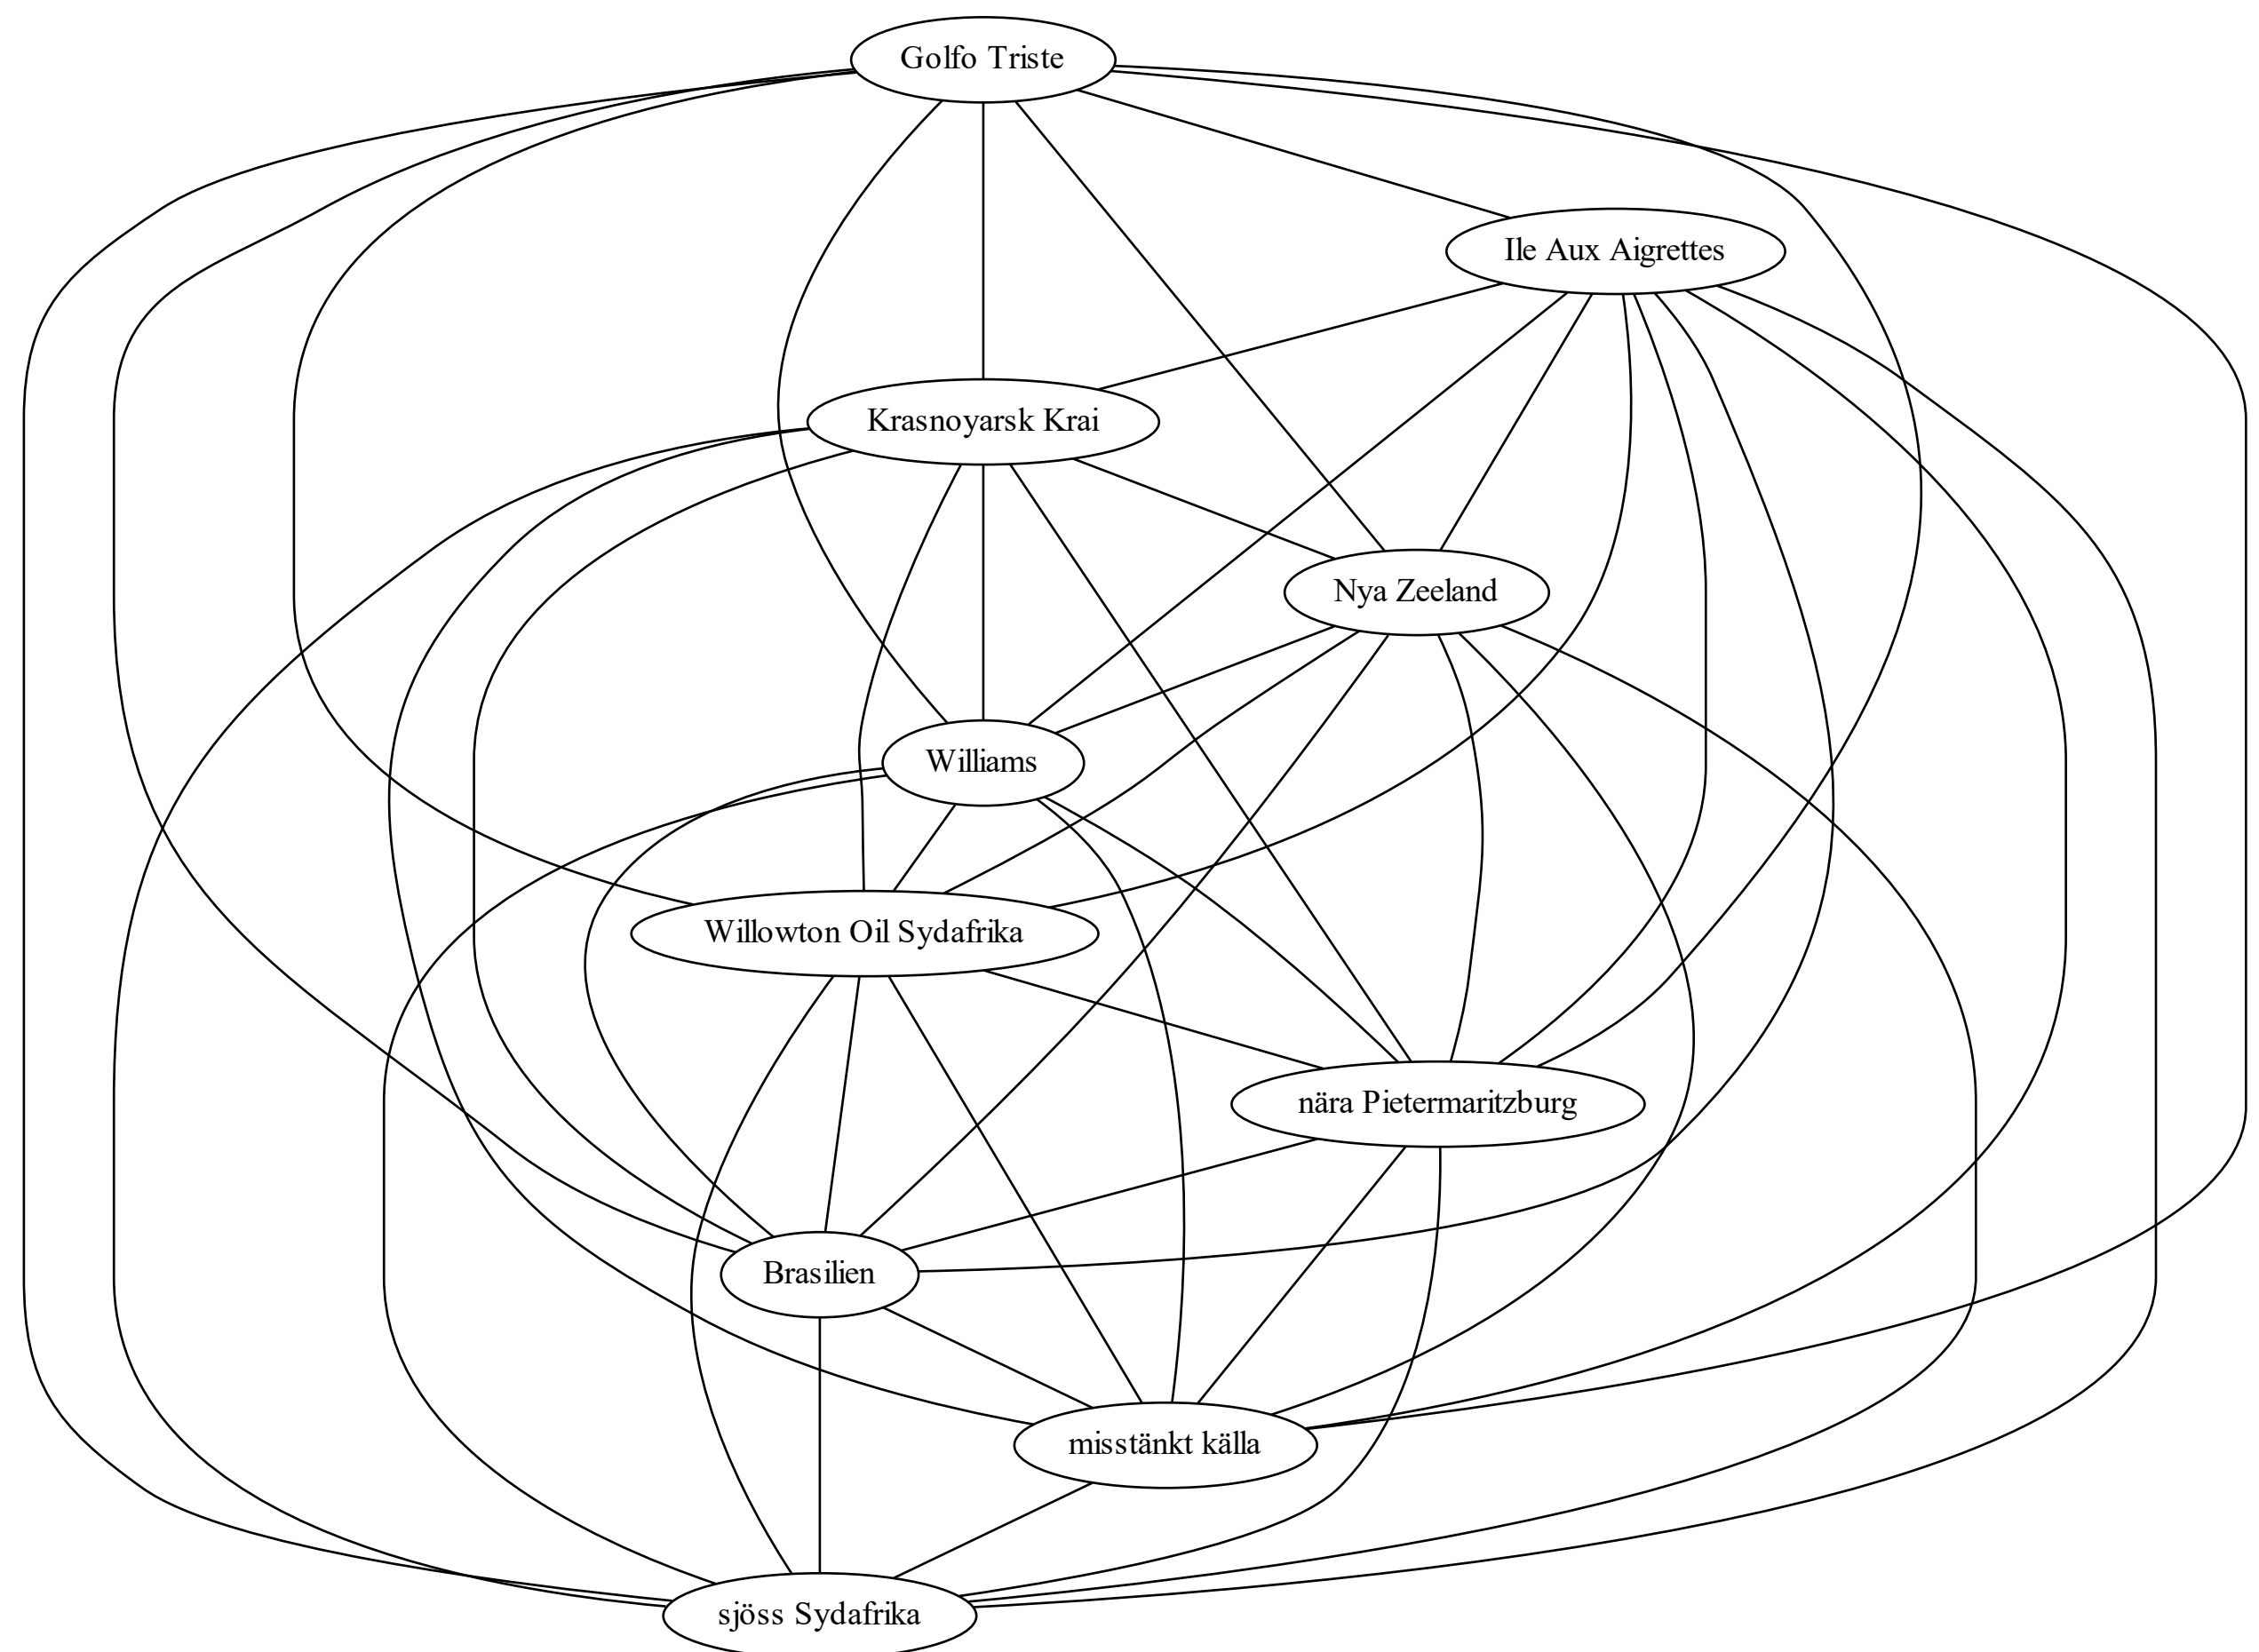 Golfo Triste
Ile Aux Aigrettes
Krasnoyarsk Krai
Nya Zeeland
Williams
Willowton Oil Sydafrika
nära Pietermaritzburg
Brasilien
misstänkt källa
sjöss Sydafrika